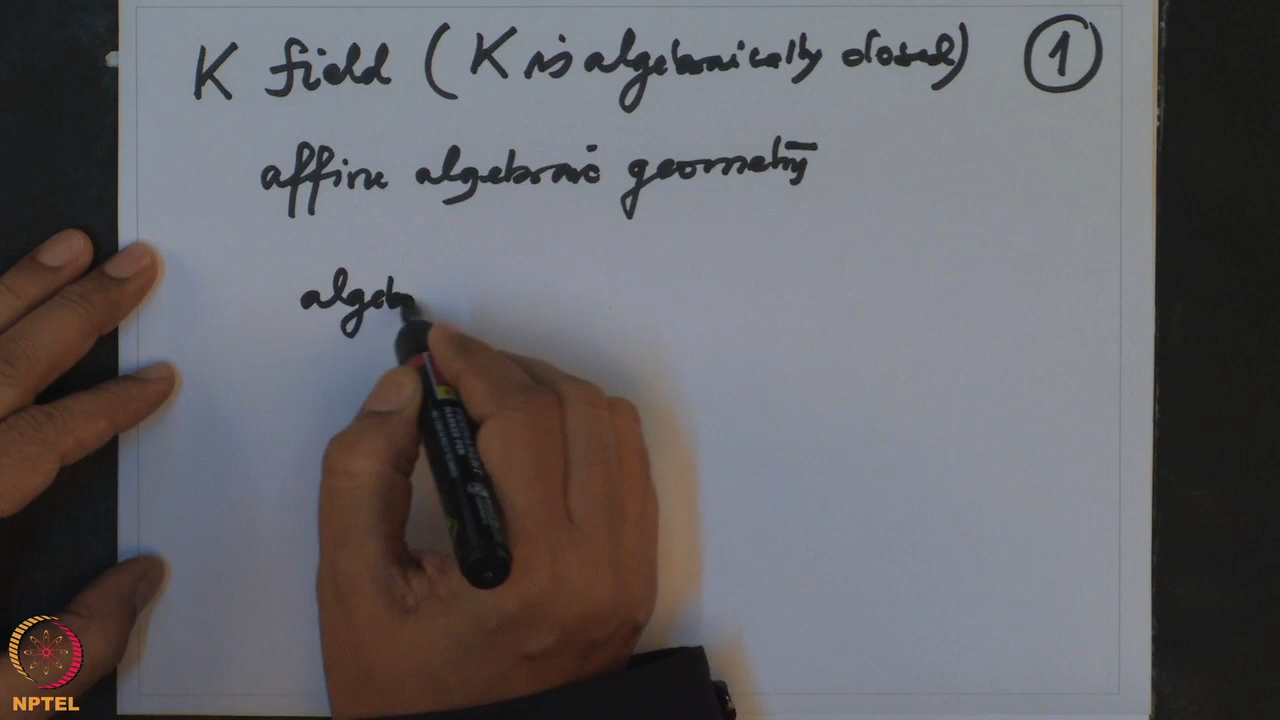 K field (K is algebraically closed) 1
affine algebraic geometry
algeb
NPTEL